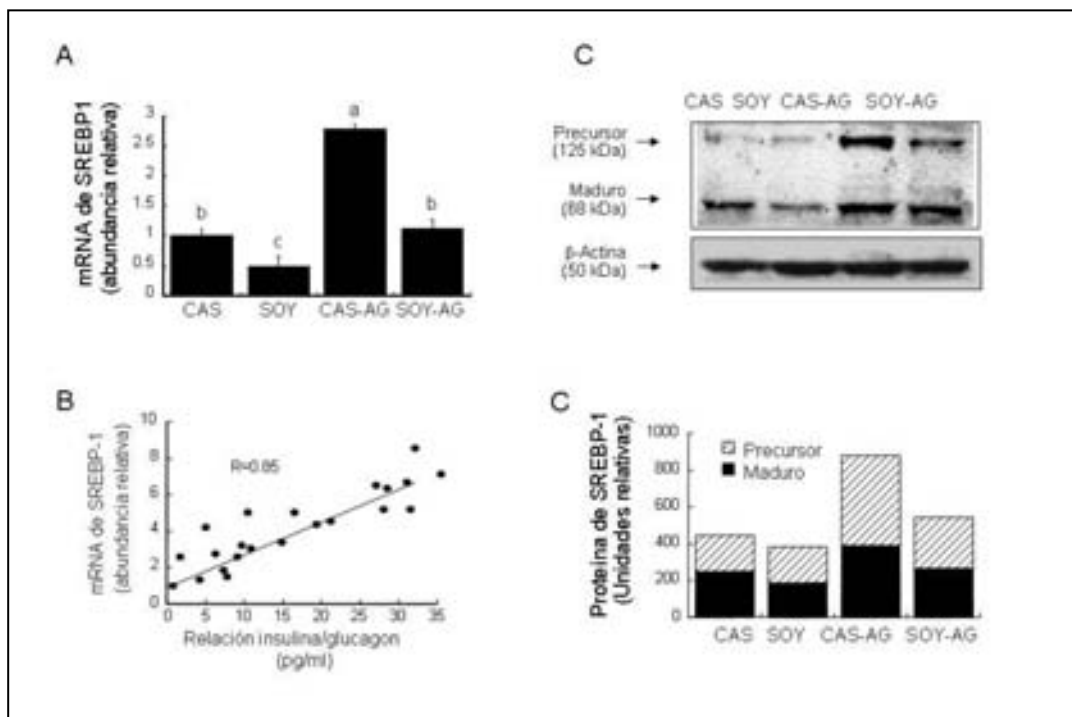 A
mRNA de SREBP1
(abundancia relativa)
3
2.5
2
1.5
1
0.5
0
b
c
a
b
CAS SOY CAS-AG SOY-AG
B
mRNA de SREBP-1
(abundancia relativa)
10
8
6
4
2
0
R=0.85
0 5 10 15 20 25 30 35
Relación insulina/glucagon
(pg/ml)
C
CAS SOY CAS-AG SOY-AG
Precursor
(125 kDa)
Maduro
(68 kDa)
β-Actina
(50 kDa)
C
Proteína de SREBP-1
(Unidades relativas)
1000
800
600
400
200
0
Precursor
Maduro
CAS SOY CAS-AG SOY-AG